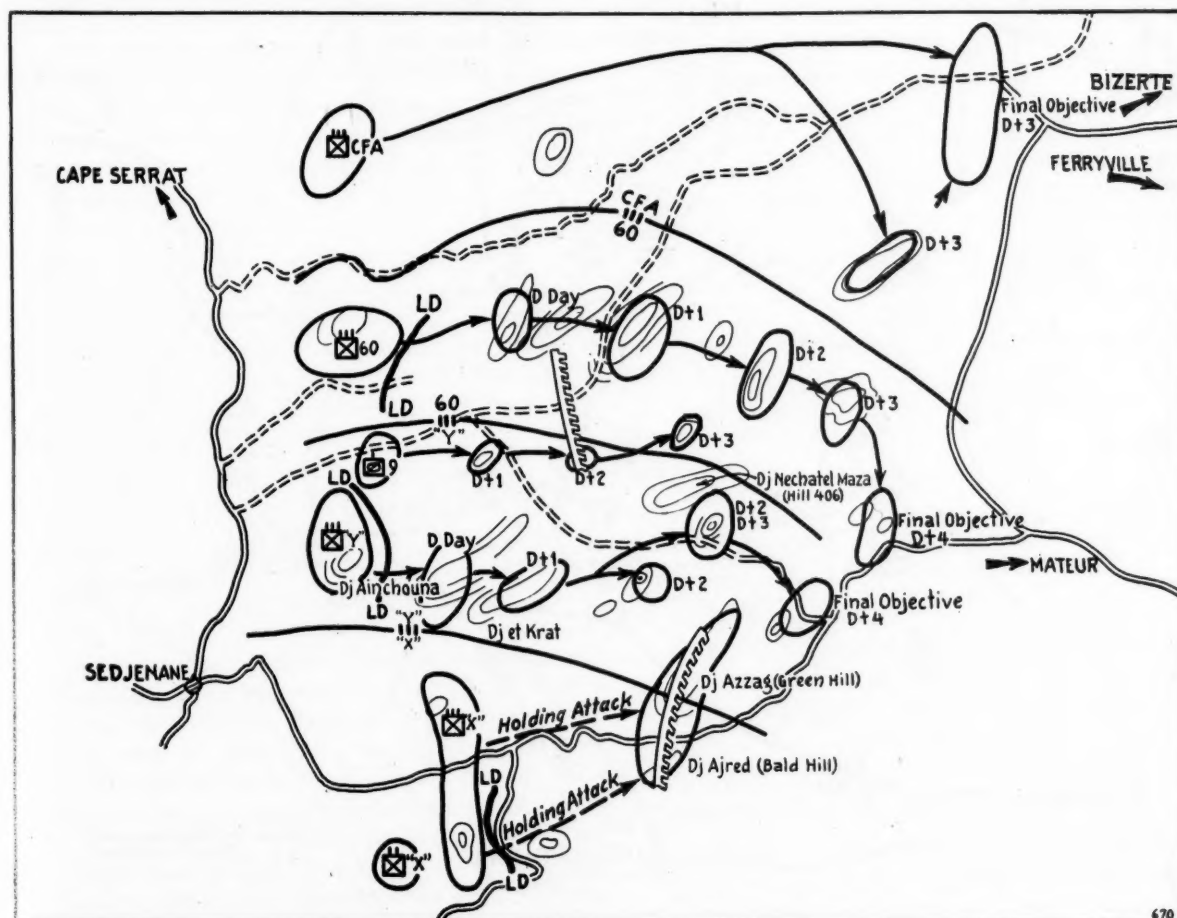 BIZERTE
Final Objective
D+3
FERRYVILLE
CFA
CAPE SERRAT
CFA
60
D+3
LD
D Day
D+1
60
D+2
LD
D+3
60
"Y"
9
D+1
D+2
D+3
LD
Dj Nechatel Maza
(Hill 406)
D+2
D+3
"Y"
D Day
Final Objective
D+4
D+1
MATEUR
Dj Ainchouna
D+2
LD
Final Objective
D+4
"Y"
"X"
Dj et Krat
SEDJENANE
Dj Azzag (Green Hill)
"X"
Holding Attack
Dj Ajred (Bald Hill)
LD
Holding Attack
"X"
LD
670